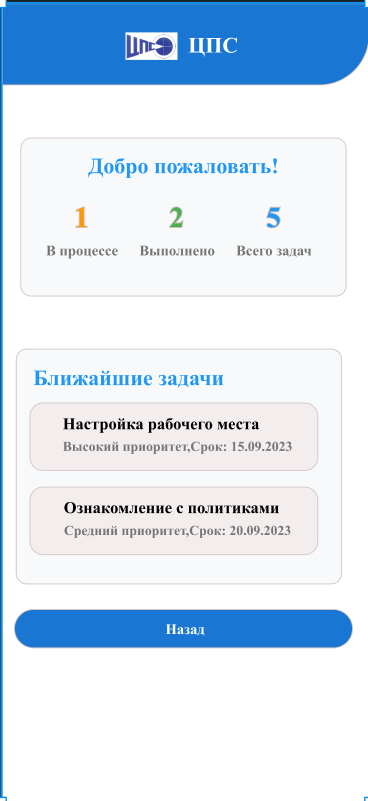 ЦПС ЦПС
Добро пожаловать!
1 2 5
В процессе Выполнено Всего задач
Ближайшие задачи
Настройка рабочего места
Высокий приоритет,Срок: 15.09.2023
Ознакомление с политиками
Средний приоритет,Срок: 20.09.2023
Назад